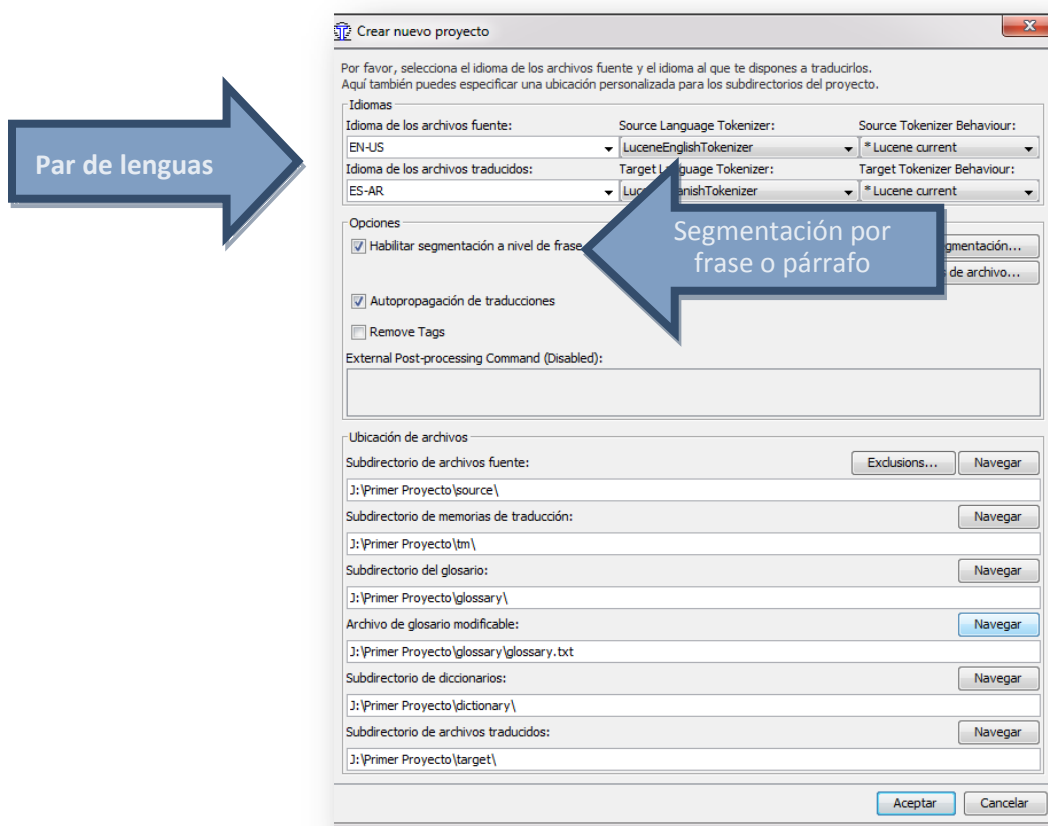 Crear nuevo proyecto
Por favor, selecciona el idioma de los archivos fuente y el idioma al que te dispones a traducirlos.
Aquí también puedes especificar una ubicación personalizada para los subdirectorios del proyecto.
Idiomas
Idioma de los archivos fuente: Source Language Tokenizer: Source Tokenizer Behaviour:
EN-US LuceneEnglishTokenizer * Lucene current
Idioma de los archivos traducidos: Target Language Tokenizer: Target Tokenizer Behaviour:
ES-AR * Lucene current
Par de lenguas
Opciones
Habilitar segmentación a nivel de frase
Segmentación por
frase o párrafo
de archivo...
Autopropagación de traducciones
Remove Tags
External Post-processing Command (Disabled):
Ubicación de archivos
Subdirectorio de archivos fuente: Exclusions... Navegar
J:\Primer Proyecto\source\
Subdirectorio de memorias de traducción: Navegar
J:\Primer Proyecto\tm\
Subdirectorio del glosario: Navegar
J:\Primer Proyecto\glossary\
Archivo de glosario modificable: Navegar
J:\Primer Proyecto\glossary\glossary.txt
Subdirectorio de diccionarios: Navegar
J:\Primer Proyecto\dictionary\
Subdirectorio de archivos traducidos: Navegar
J:\Primer Proyecto\target\
Aceptar Cancelar